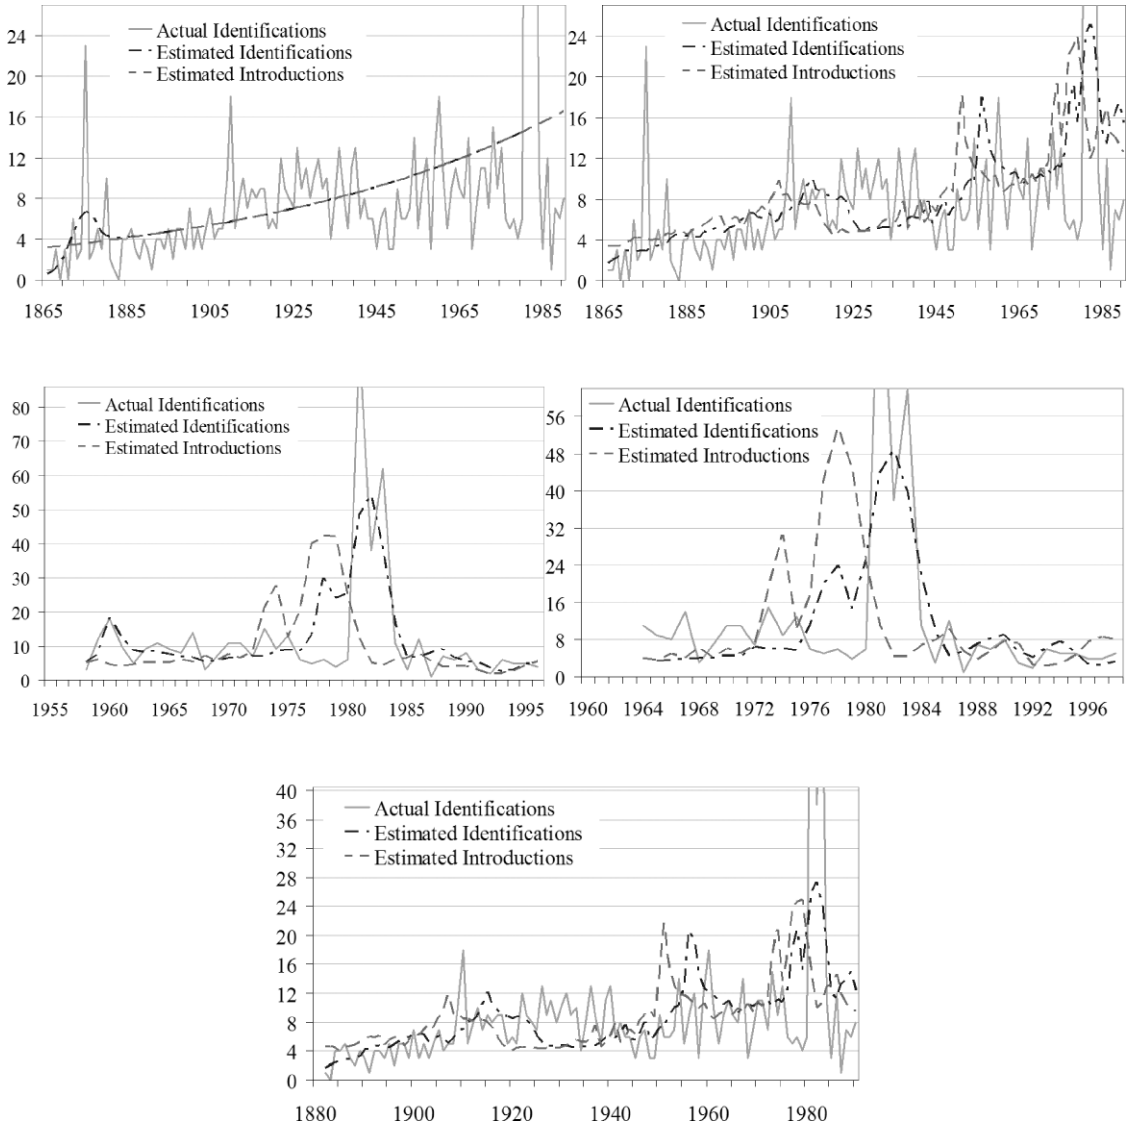 24
20
16
12
8
4
0
Actual Identifications
Estimated Identifications
Estimated Introductions
1865 1885 1905 1925 1945 1965 1985
24
20
16
12
8
4
0
Actual Identifications
Estimated Identifications
Estimated Introductions
1865 1885 1905 1925 1945 1965 1985
80
70
60
50
40
30
20
10
0
Actual Identifications
Estimated Identifications
Estimated Introductions
1955 1960 1965 1970 1975 1980 1985 1990 1995
56
48
40
32
24
16
8
0
Actual Identifications
Estimated Identifications
Estimated Introductions
1960 1964 1968 1972 1976 1980 1984 1988 1992 1996
40
36
32
28
24
20
16
12
8
4
0
Actual Identifications
Estimated Identifications
Estimated Introductions
1880 1900 1920 1940 1960 1980